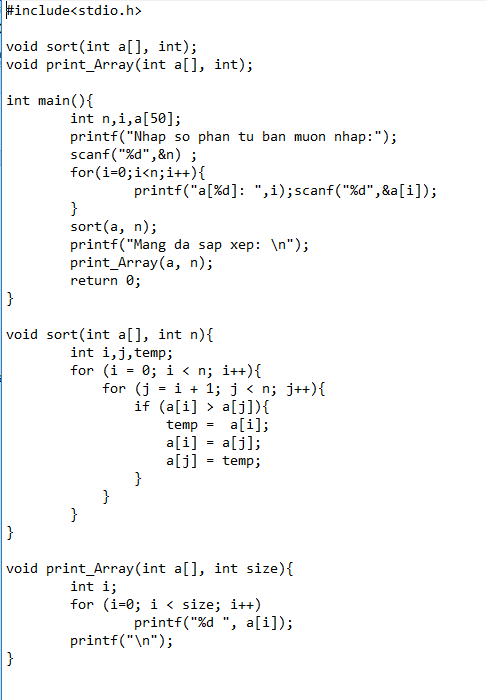 #include<stdio.h>

void sort(int a[], int);
void print_Array(int a[], int);

int main(){
        int n,i,a[50];
        printf("Nhap so phan tu ban muon nhap:");
        scanf("%d",&n) ;
        for(i=0;i<n;i++){
                printf("a[%d]: ",i);scanf("%d",&a[i]);
        }
        sort(a, n);
        printf("Mang da sap xep: \n");
        print_Array(a, n);
        return 0;
}

void sort(int a[], int n){
        int i,j,temp;
        for (i = 0; i < n; i++){
            for (j = i + 1; j < n; j++){
                if (a[i] > a[j]){
                    temp =  a[i];
                    a[i] = a[j];
                    a[j] = temp;
                }
            }
        }
}

void print_Array(int a[], int size){
        int i;
        for (i=0; i < size; i++)
                printf("%d ", a[i]);
        printf("\n");
}